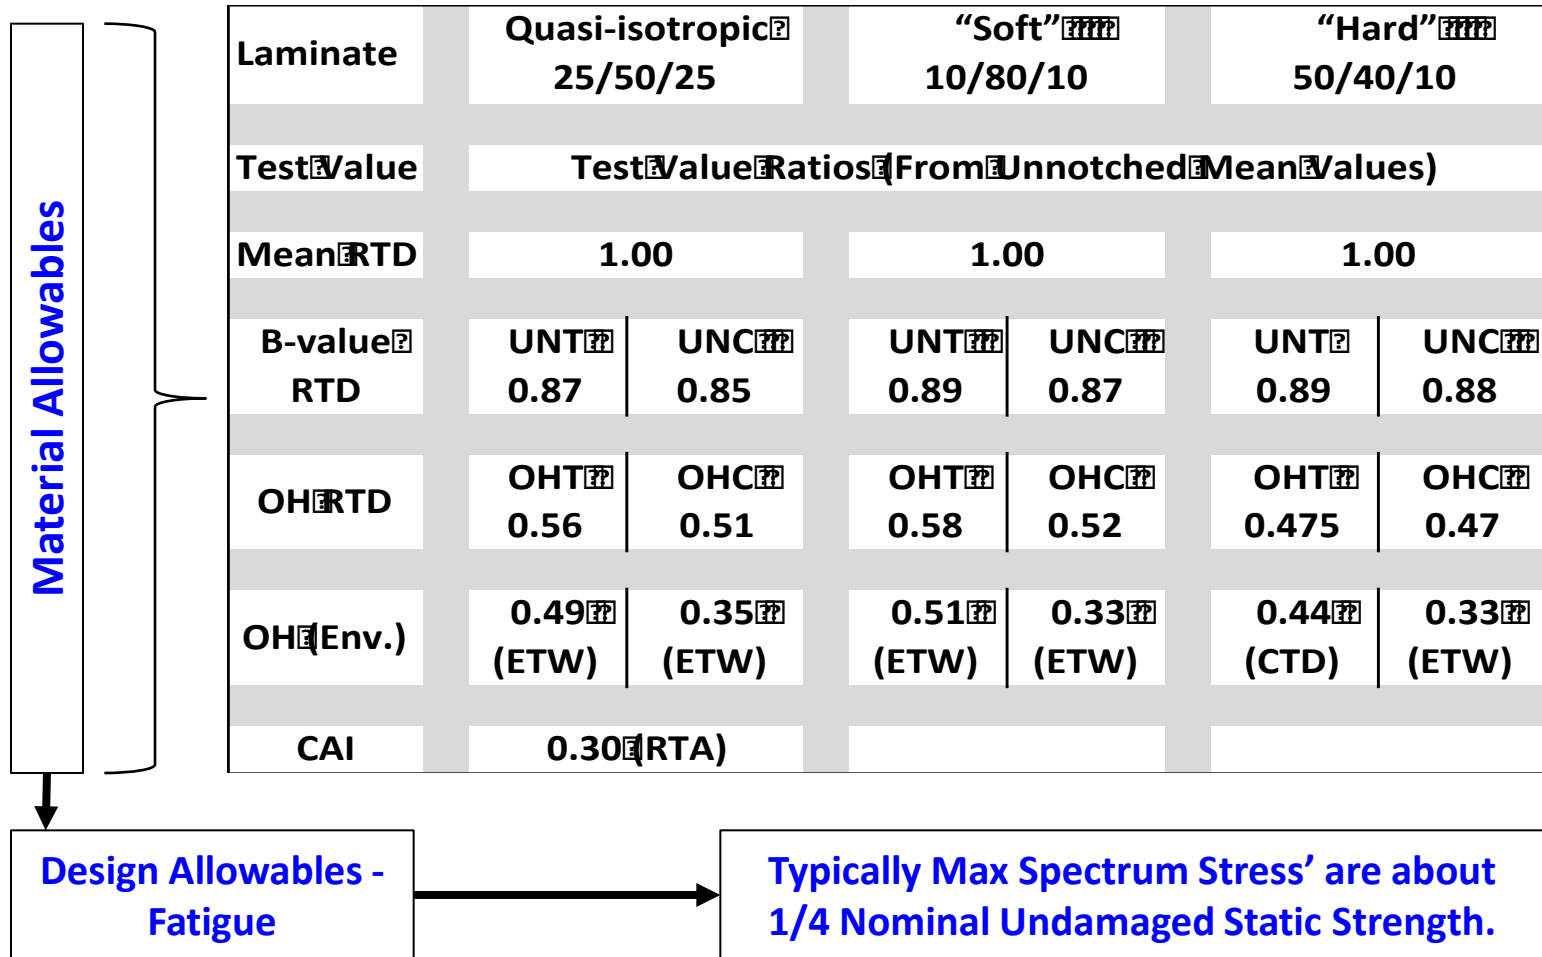 Material Allowables
Laminate
Quasi-isotropic
25/50/25
“Soft”
10/80/10
“Hard”
50/40/10
Test Value
Test Value Ratios (From Unnotched Mean Values)
Mean RTD
1.00
1.00
1.00
B-value
RTD
UNT
0.87
UNC
0.85
UNT
0.89
UNC
0.87
UNT
0.89
UNC
0.88
OH RTD
OHT
0.56
OHC
0.51
OHT
0.58
OHC
0.52
OHT
0.475
OHC
0.47
OH (Env.)
0.49
(ETW)
0.35
(ETW)
0.51
(ETW)
0.33
(ETW)
0.44
(CTD)
0.33
(ETW)
CAI
0.30 (RTA)
Design Allowables -
Fatigue
Typically Max Spectrum Stress’ are about
1/4 Nominal Undamaged Static Strength.